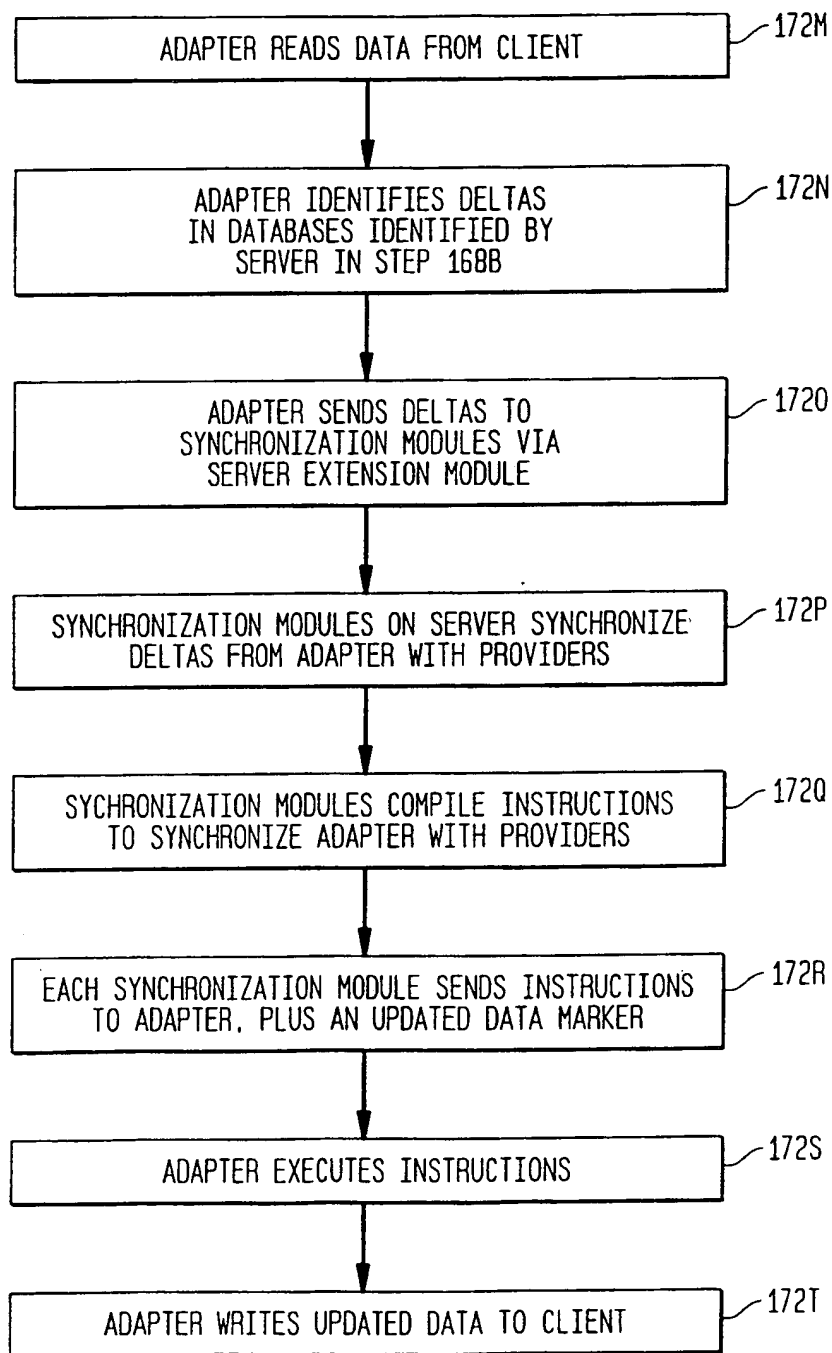 ADAPTER READS DATA FROM CLIENT
172M
ADAPTER IDENTIFIES DELTAS
IN DATABASES IDENTIFIED BY
SERVER IN STEP 168B
172N
ADAPTER SENDS DELTAS TO
SYNCHRONIZATION MODULES VIA
SERVER EXTENSION MODULE
172O
SYNCHRONIZATION MODULES ON SERVER SYNCHRONIZE
DELTAS FROM ADAPTER WITH PROVIDERS
172P
SYCHRONIZATION MODULES COMPILE INSTRUCTIONS
TO SYNCHRONIZE ADAPTER WITH PROVIDERS
172Q
EACH SYNCHRONIZATION MODULE SENDS INSTRUCTIONS
TO ADAPTER, PLUS AN UPDATED DATA MARKER
172R
ADAPTER EXECUTES INSTRUCTIONS
172S
ADAPTER WRITES UPDATED DATA TO CLIENT
172T